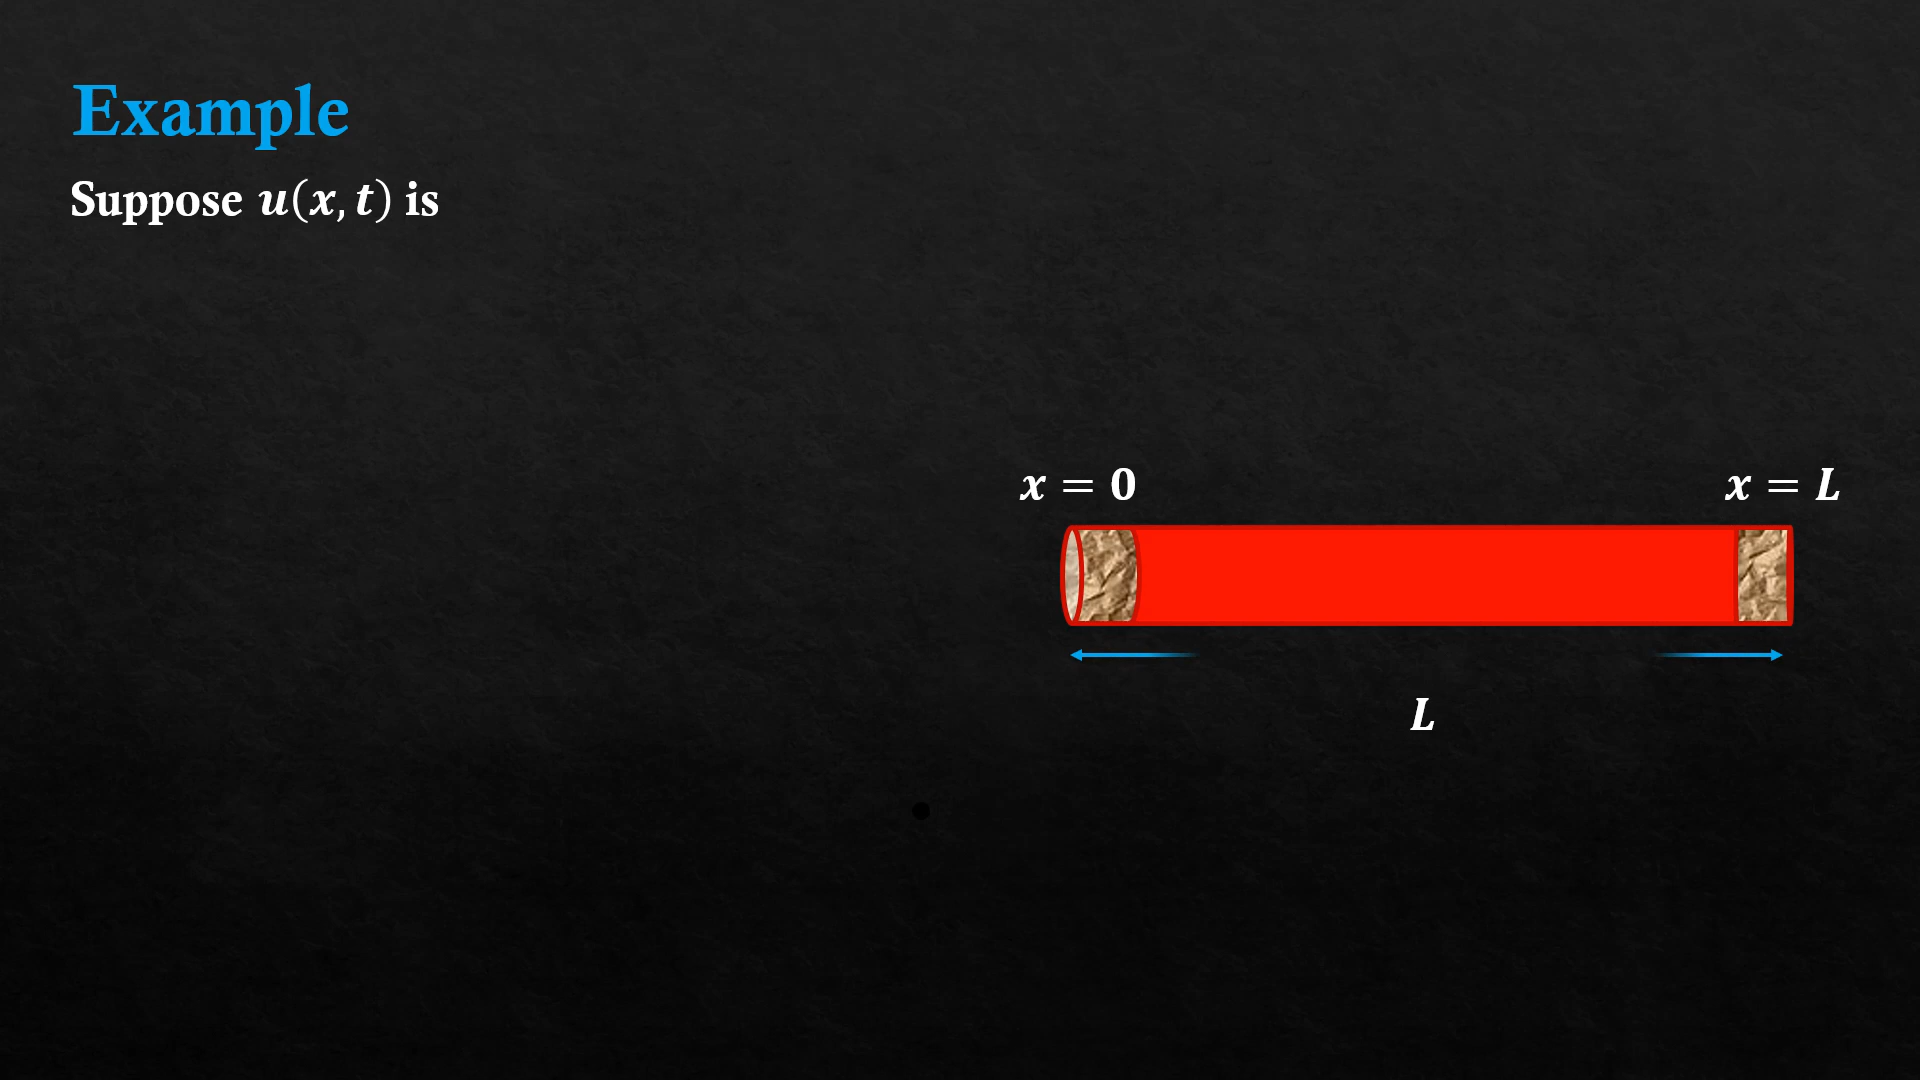 Example
Suppose u(x, t) is
x = 0
x = L
L